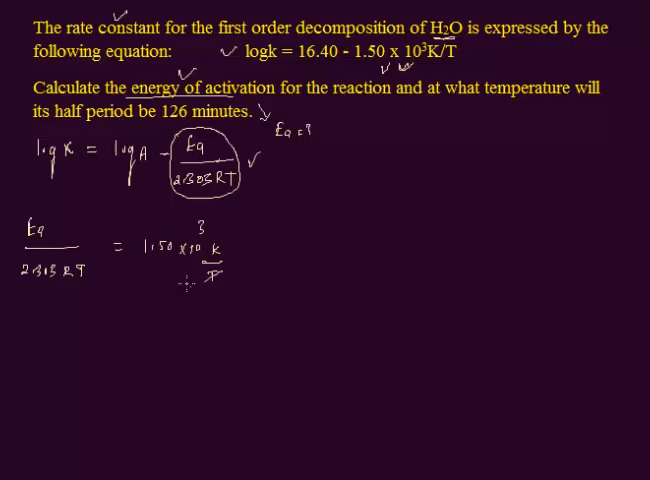 The rate constant for the first order decomposition of H₂O is expressed by the
following equation: logk = 16.40 - 1.50 x 10³K/T
Calculate the energy of activation for the reaction and at what temperature will
its half period be 126 minutes.
Ea = ?
log K = log A - Ea / 2.303 RT
Ea / 2.303 RT = 1.50 x 10³ K / T